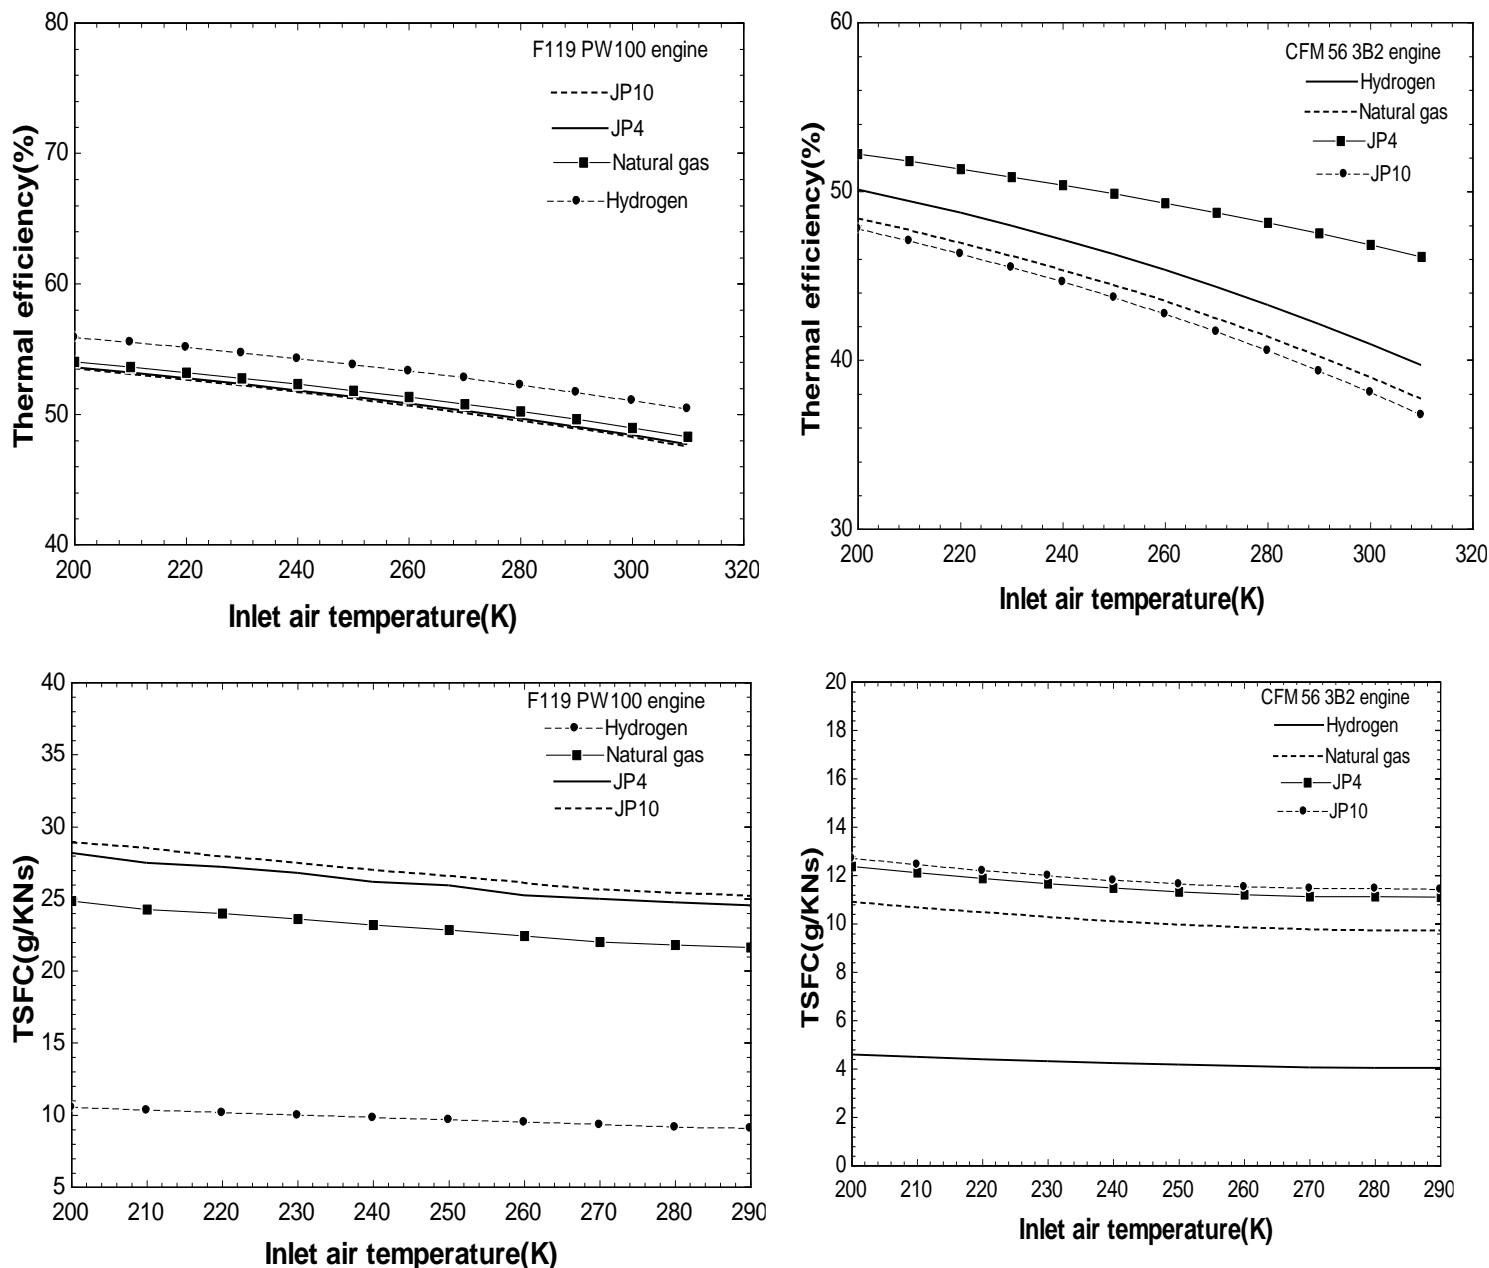 80
70
60
50
40
Thermal efficiency(%)
F119 PW100 engine
JP10
JP4
Natural gas
Hydrogen
200 220 240 260 280 300 320
Inlet air temperature(K)
60
50
40
30
Thermal efficiency(%)
CFM 56 3B2 engine
Hydrogen
Natural gas
JP4
JP10
200 220 240 260 280 300 320
Inlet air temperature(K)
40
35
30
25
20
15
10
5
TSFC(g/KNs)
F119 PW100 engine
Hydrogen
Natural gas
JP4
JP10
200 210 220 230 240 250 260 270 280 290
Inlet air temperature(K)
20
18
16
14
12
10
8
6
4
2
0
TSFC(g/KNs)
CFM 56 3B2 engine
Hydrogen
Natural gas
JP4
JP10
200 210 220 230 240 250 260 270 280 290
Inlet air temperature(K)